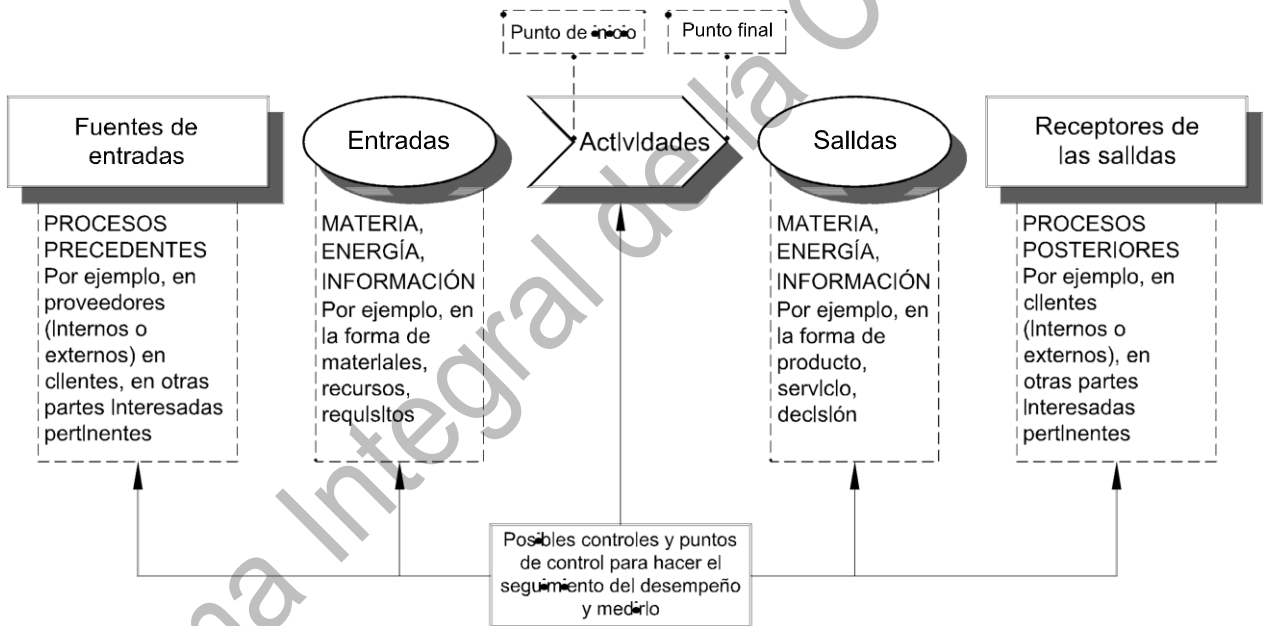 Punto de inicio
Punto final
Fuentes de
entradas
Entradas
Actividades
Salidas
Receptores de
las salidas
PROCESOS
PRECEDENTES
Por ejemplo, en
proveedores
(internos o
externos) en
clientes, en otras
partes interesadas
pertinentes
MATERIA,
ENERGÍA,
INFORMACIÓN
Por ejemplo, en
la forma de
materiales,
recursos,
requisitos
MATERIA,
ENERGÍA,
INFORMACIÓN
Por ejemplo, en
la forma de
producto,
servicio,
decisión
PROCESOS
POSTERIORES
Por ejemplo, en
clientes
(internos o
externos), en
otras partes
interesadas
pertinentes
Posibles controles y puntos
de control para hacer el
seguimiento del desempeño
y medirlo
Integral de la